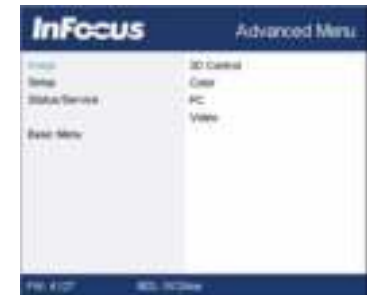 InFocus
Advanced Menu
Image
Setup
Status/Service
Basic Menu
3D Control
Color
PC
Video